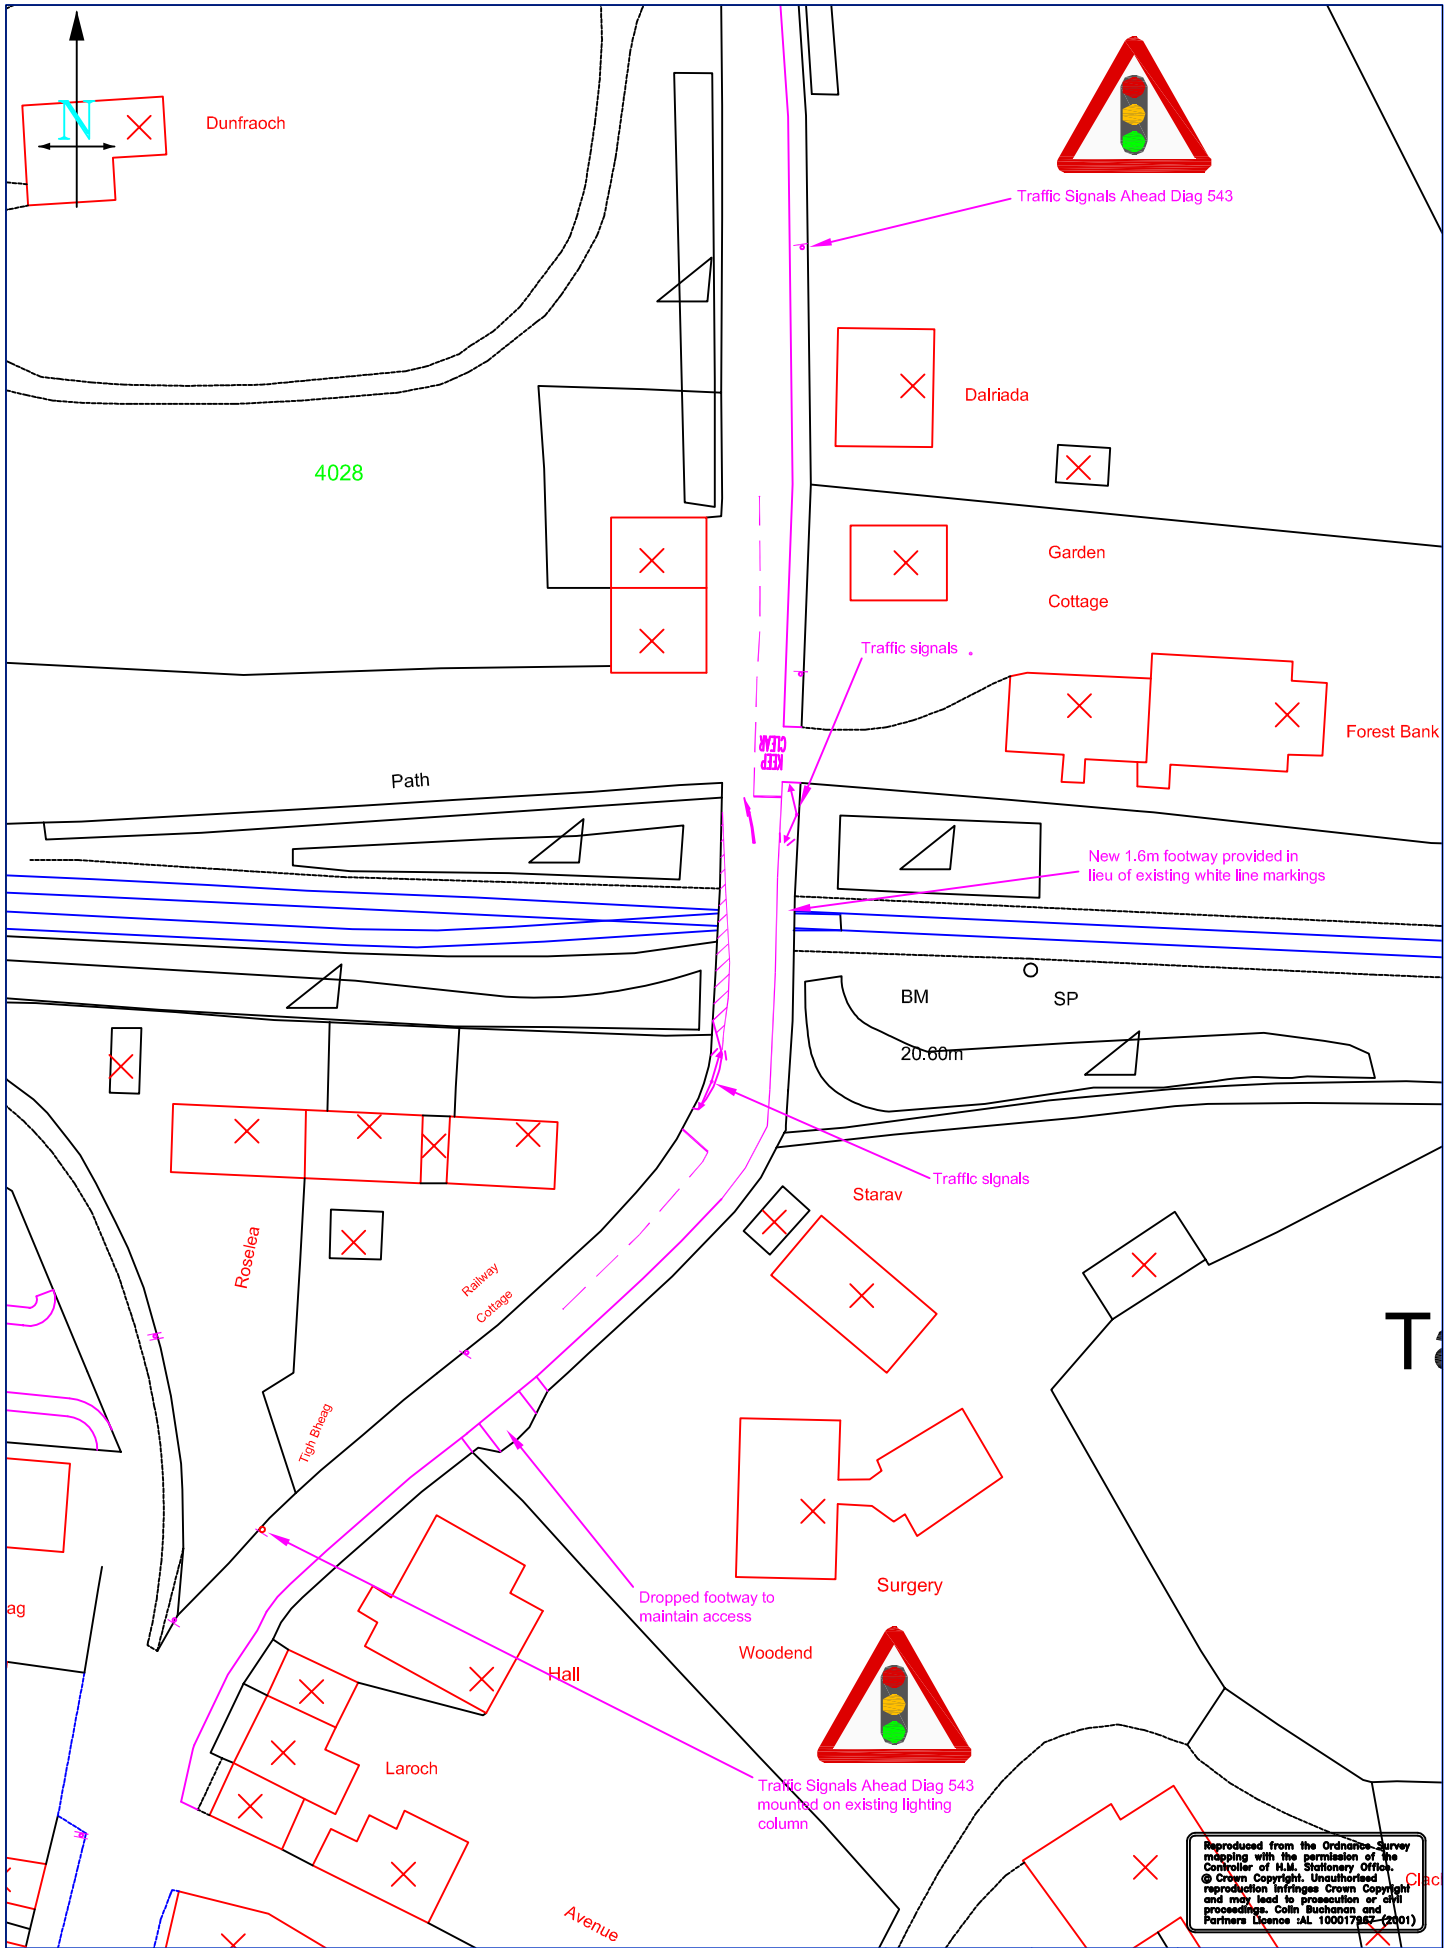 N
Dunfraoch
Traffic Signals Ahead Diag 543
Dalriada
4028
Garden
Cottage
Traffic signals
Forest Bank
KEEP
CLEAR
Path
New 1.6m footway provided in
lieu of existing white line markings
BM
SP
20.60m
Traffic signals
Starav
Roselea
Railway
Cottage
Ta
Tigh Bheag
Surgery
Dropped footway to
maintain access
ag
Woodend
Hall
Laroch
Traffic Signals Ahead Diag 543
mounted on existing lighting
column
Avenue
Reproduced from the Ordnance Survey
mapping with the permission of the
Controller of H.M. Stationery Office.
© Crown Copyright. Unauthorised
reproduction infringes Crown Copyright
and may lead to prosecution or civil
proceedings. Colin Buchanan and
Partners Licence :AL (2001)
Clac